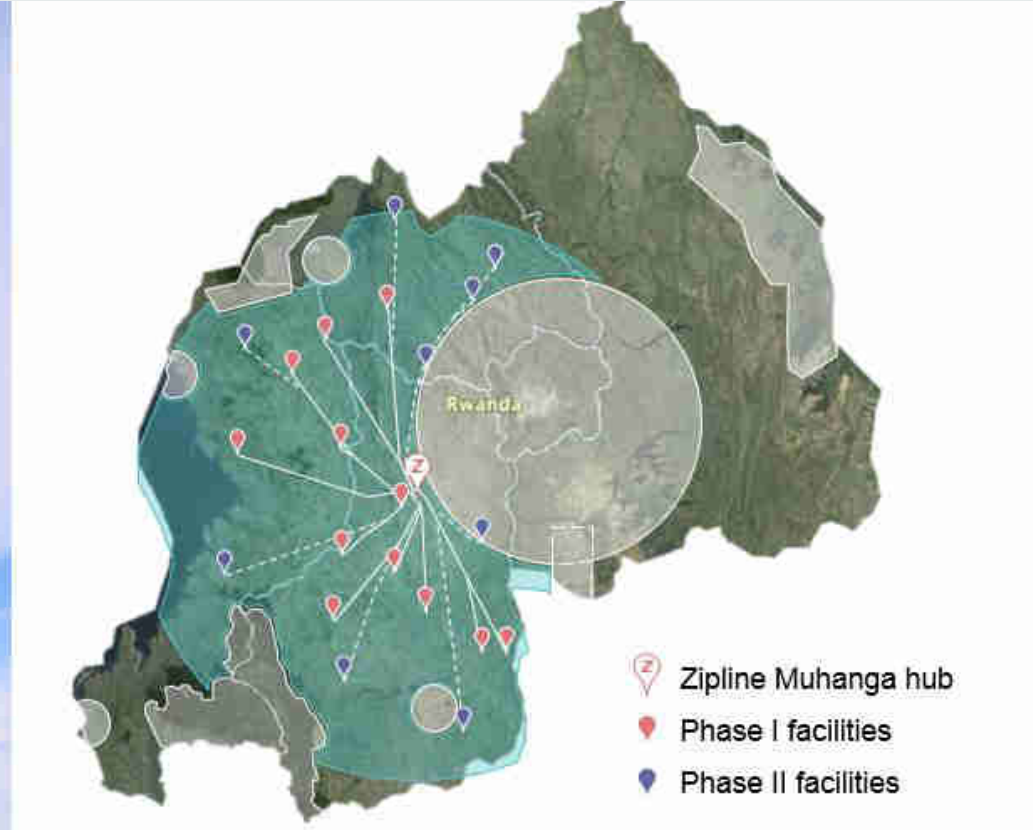 Rwanda
Z
Z Zipline Muhanga hub
Phase I facilities
Phase II facilities